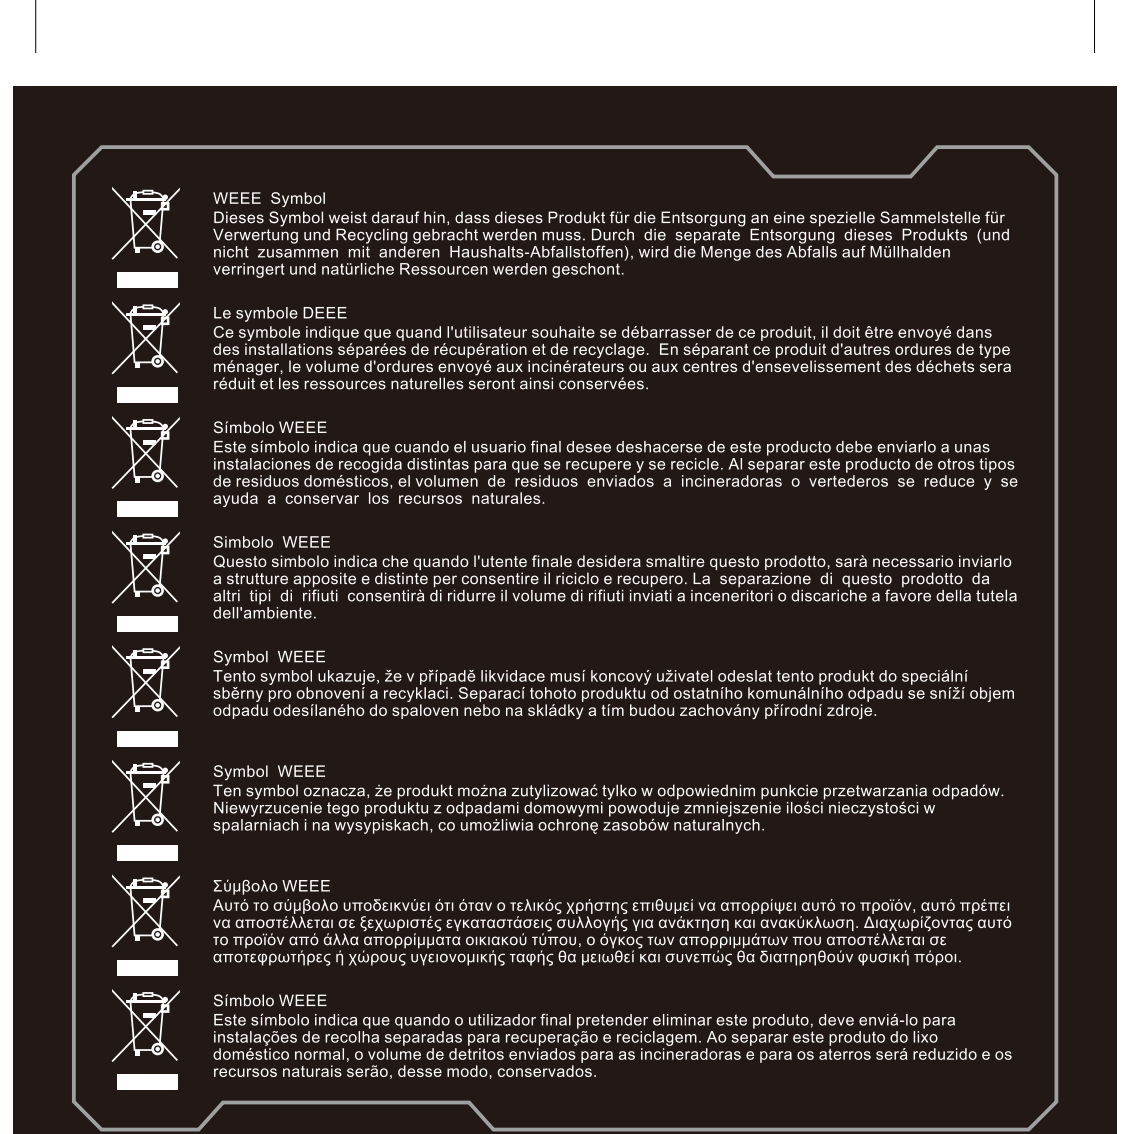 WEEE Symbol
Dieses Symbol weist darauf hin, dass dieses Produkt für die Entsorgung an eine spezielle Sammelstelle für
Verwertung und Recycling gebracht werden muss. Durch die separate Entsorgung dieses Produkts (und
nicht zusammen mit anderen Haushalts-Abfallstoffen), wird die Menge des Abfalls auf Müllhalden
verringert und natürliche Ressourcen werden geschont.
Le symbole DEEE
Ce symbole indique que quand l'utilisateur souhaite se débarrasser de ce produit, il doit être envoyé dans
des installations séparées de récupération et de recyclage. En séparant ce produit d'autres ordures de type
ménager, le volume d'ordures envoyé aux incinérateurs ou aux centres d'ensevelissement des déchets sera
réduit et les ressources naturelles seront ainsi conservées.
Símbolo WEEE
Este símbolo indica que cuando el usuario final desee deshacerse de este producto debe enviarlo a unas
instalaciones de recogida distintas para que se recupere y se recicle. Al separar este producto de otros tipos
de residuos domésticos, el volumen de residuos enviados a incineradoras o vertederos se reduce y se
ayuda a conservar los recursos naturales.
Simbolo WEEE
Questo simbolo indica che quando l'utente finale desidera smaltire questo prodotto, sarà necessario inviarlo
a strutture apposite e distinte per consentire il riciclo e recupero. La separazione di questo prodotto da
altri tipi di rifiuti consentirà di ridurre il volume di rifiuti inviati a inceneritori o discariche a favore della tutela
dell'ambiente.
Symbol WEEE
Tento symbol ukazuje, že v případě likvidace musí koncový uživatel odeslat tento produkt do speciální
sběrny pro obnovení a recyklaci. Separací tohoto produktu od ostatního komunálního odpadu se sníží objem
odpadu odesílaného do spaloven nebo na skládky a tím budou zachovány přírodní zdroje.
Symbol WEEE
Ten symbol oznacza, że produkt można zutylizować tylko w odpowiednim punkcie przetwarzania odpadów.
Niewyrzucenie tego produktu z odpadami domowymi powoduje zmniejszenie ilości nieczystości w
spalarniach i na wysypiskach, co umożliwia ochronę zasobów naturalnych.
Σύμβολο WEEE
Αυτό το σύμβολο υποδεικνύει ότι όταν ο τελικός χρήστης επιθυμεί να απορρίψει αυτό το προϊόν, αυτό πρέπει
να αποστέλλεται σε ξεχωριστές εγκαταστάσεις συλλογής για ανάκτηση και ανακύκλωση. Διαχωρίζοντας αυτό
το προϊόν από άλλα απορρίμματα οικιακού τύπου, ο όγκος των απορριμμάτων που αποστέλλεται σε
αποτεφρωτήρες ή χώρους υγειονομικής ταφής θα μειωθεί και συνεπώς θα διατηρηθούν φυσική πόροι.
Símbolo WEEE
Este símbolo indica que quando o utilizador final pretender eliminar este produto, deve enviá-lo para
instalações de recolha separadas para recuperação e reciclagem. Ao separar este produto do lixo
doméstico normal, o volume de detritos enviados para as incineradoras e para os aterros será reduzido e os
recursos naturais serão, desse modo, conservados.